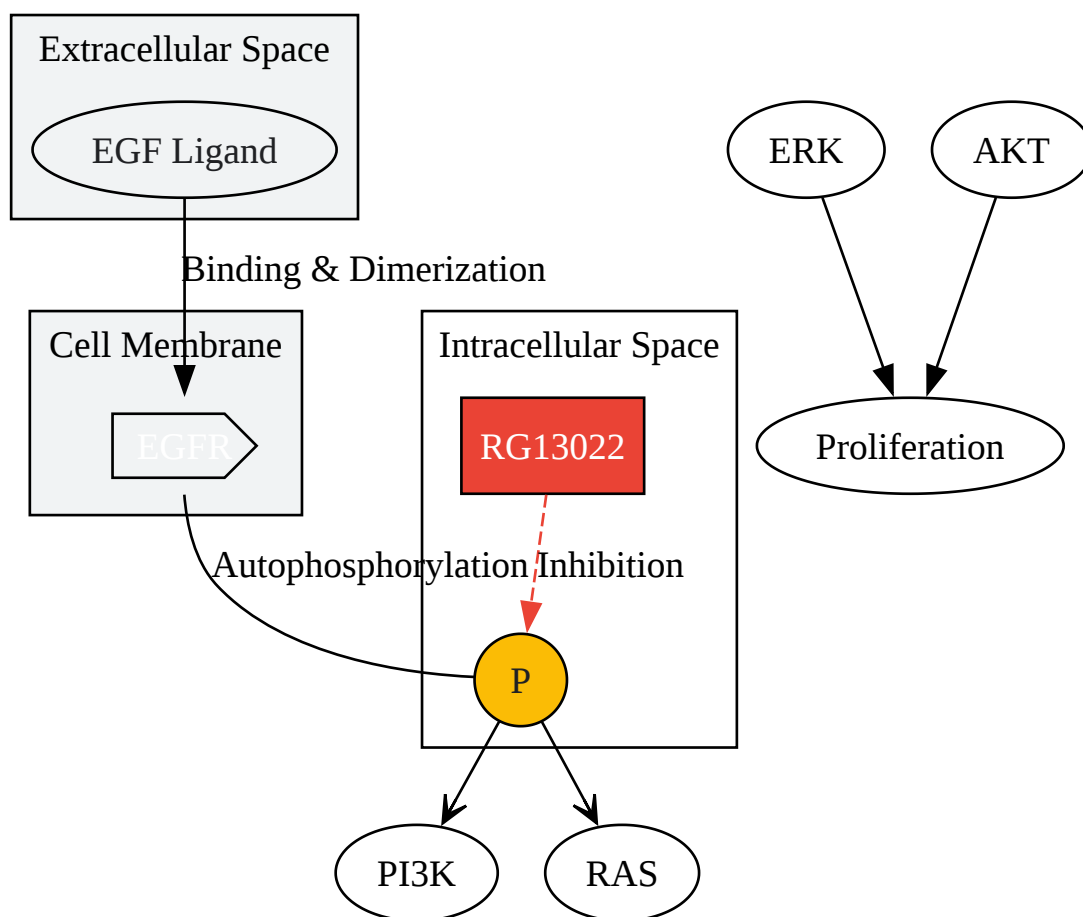 Extracellular Space
EGF Ligand
ERK
AKT
Binding & Dimerization
Cell Membrane
Intracellular Space
EGFR
RG13022
Proliferation
Autophosphorylation
Inhibition
P
PI3K
RAS